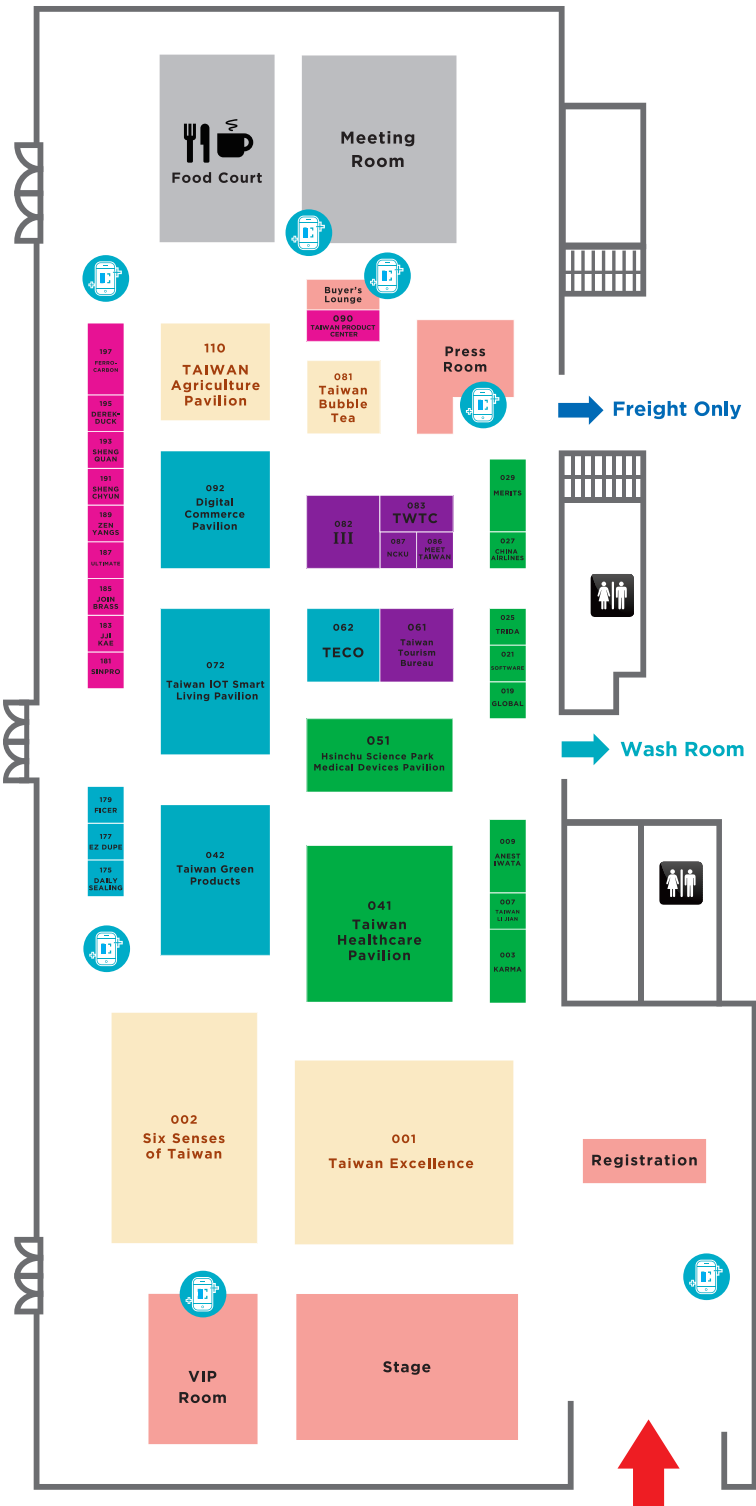 Food Court
Meeting
Room
Buyer's
Lounge
090
TAIWAN PRODUCT
CENTER
197
FERRO-
CARBON
195
DEREK-
DUCK
193
SHENG
QUAN
191
SHENG
CHYUN
189
ZEN
YANGS
187
ULTIMATE
185
JOIN
BRASS
183
JJI
KAE
181
SINPRO
110
TAIWAN
Agriculture
Pavilion
081
Taiwan
Bubble
Tea
Press
Room
Freight Only
092
Digital
Commerce
Pavilion
082
III
083
TWTC
087
NCKU
086
MEET
TAIWAN
029
MERITS
027
CHINA
AIRLINES
072
Taiwan IOT Smart
Living Pavilion
062
TECO
061
Taiwan
Tourism
Bureau
025
TRIDA
021
SOFTWARE
019
GLOBAL
051
Hsinchu Science Park
Medical Devices Pavilion
Wash Room
179
FICER
177
EZ DUPE
175
DAILY
SEALING
042
Taiwan Green
Products
041
Taiwan
Healthcare
Pavilion
009
ANEST
IWATA
007
TAIWAN
LI JIAN
003
KARMA
002
Six Senses
of Taiwan
001
Taiwan Excellence
Registration
VIP
Room
Stage